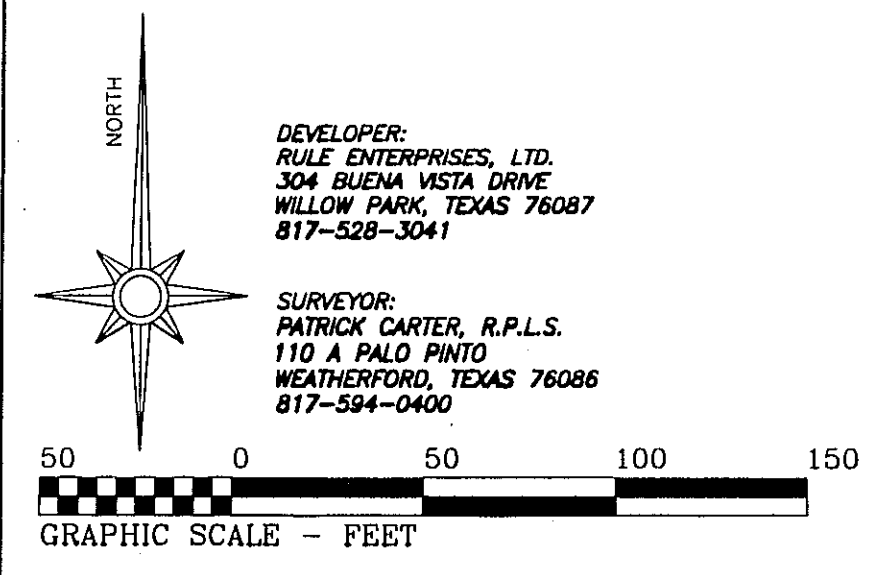 NORTH
DEVELOPER:
RULE ENTERPRISES, LTD.
304 BUENA VISTA DRIVE
WILLOW PARK, TEXAS 76087
817-528-3041
SURVEYOR:
PATRICK CARTER, R.P.L.S.
110 A PALO PINTO
WEATHERFORD, TEXAS 76086
817-594-0400
50 0 50 100 150
GRAPHIC SCALE - FEET